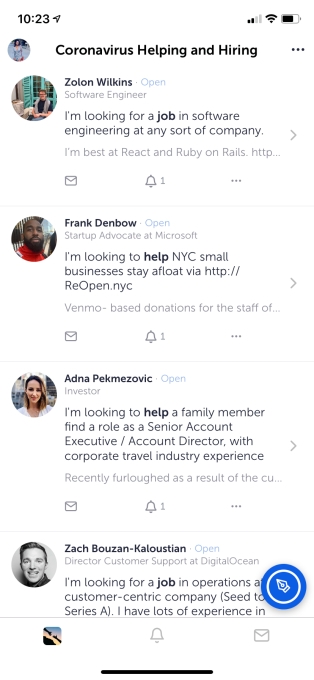 10:23
Coronavirus Helping and Hiring
Zolon Wilkins · Open
Software Engineer
I'm looking for a job in software
engineering at any sort of company.
I'm best at React and Ruby on Rails. http...
1
Frank Denbow · Open
Startup Advocate at Microsoft
I'm looking to help NYC small
businesses stay afloat via http://
ReOpen.nyc
Venmo- based donations for the staff of...
1
Adna Pekmezovic · Open
Investor
I'm looking to help a family member
find a role as a Senior Account
Executive / Account Director, with
corporate travel industry experience
Recently furloughed as a result of the cu...
1
Zach Bouzan-Kaloustian · Open
Director Customer Support at DigitalOcean
I'm looking for a job in operations
customer-centric company (Seed to
Series A). I have lots of experience in